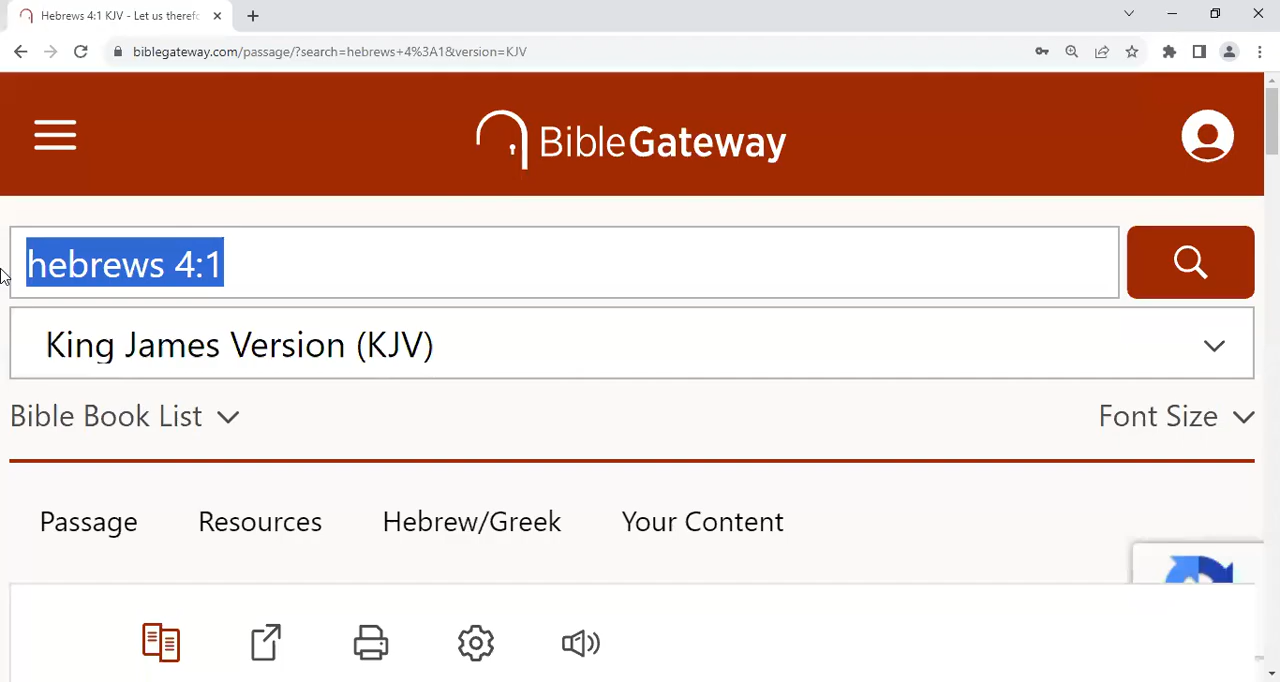 Hebrews 4:1 KJV - Let us theref
biblegateway.com/passage/?search=hebrews+4%3A1&version=KJV
BibleGateway
hebrews 4:1
King James Version (KJV)
Bible Book List
Font Size
Passage Resources Hebrew/Greek Your Content